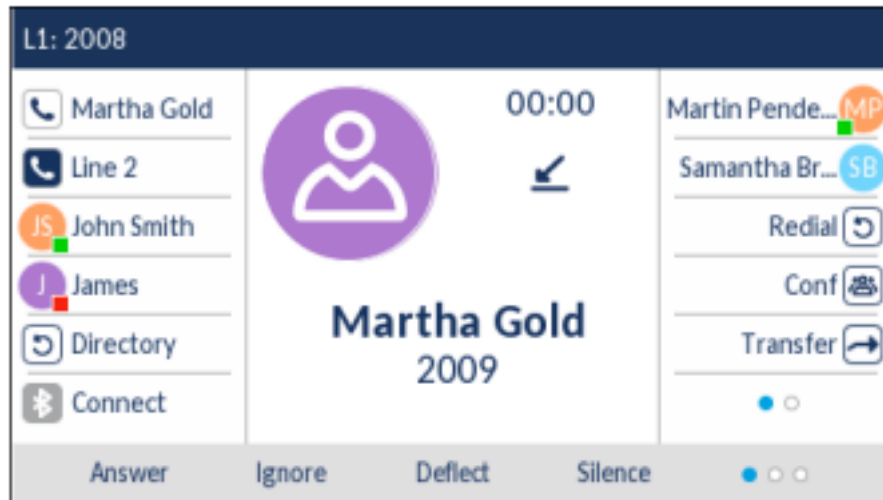 L1: 2008
Martha Gold
Line 2
JS John Smith
J James
Directory
Connect
00:00
Martha Gold
2009
Martin Pende... MP
Samantha Br... SB
Redial
Conf
Transfer
Answer Ignore Deflect Silence